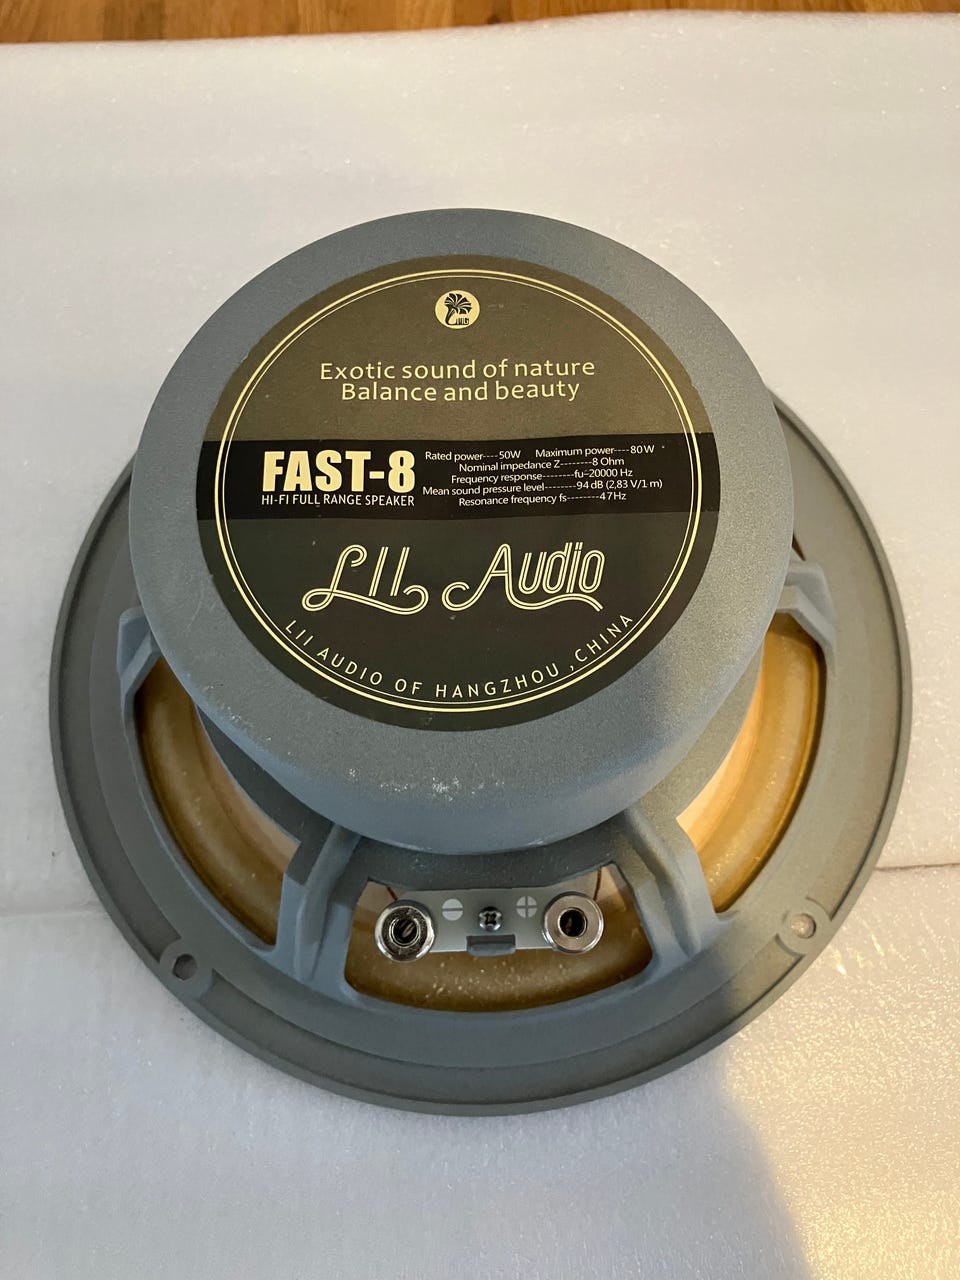 Exotic sound of nature
Balance and beauty
FAST-8
HI-FI FULL RANGE SPEAKER
Rated power----50W Maximum power----80W
Nominal impedance Z--------8 Ohm
Frequency response--------fu-20000 Hz
Mean sound pressure level--------94 dB (2,83 V/1 m)
Resonance frequency fs--------47Hz
LII Audio
LII AUDIO OF HANGZHOU ,CHINA